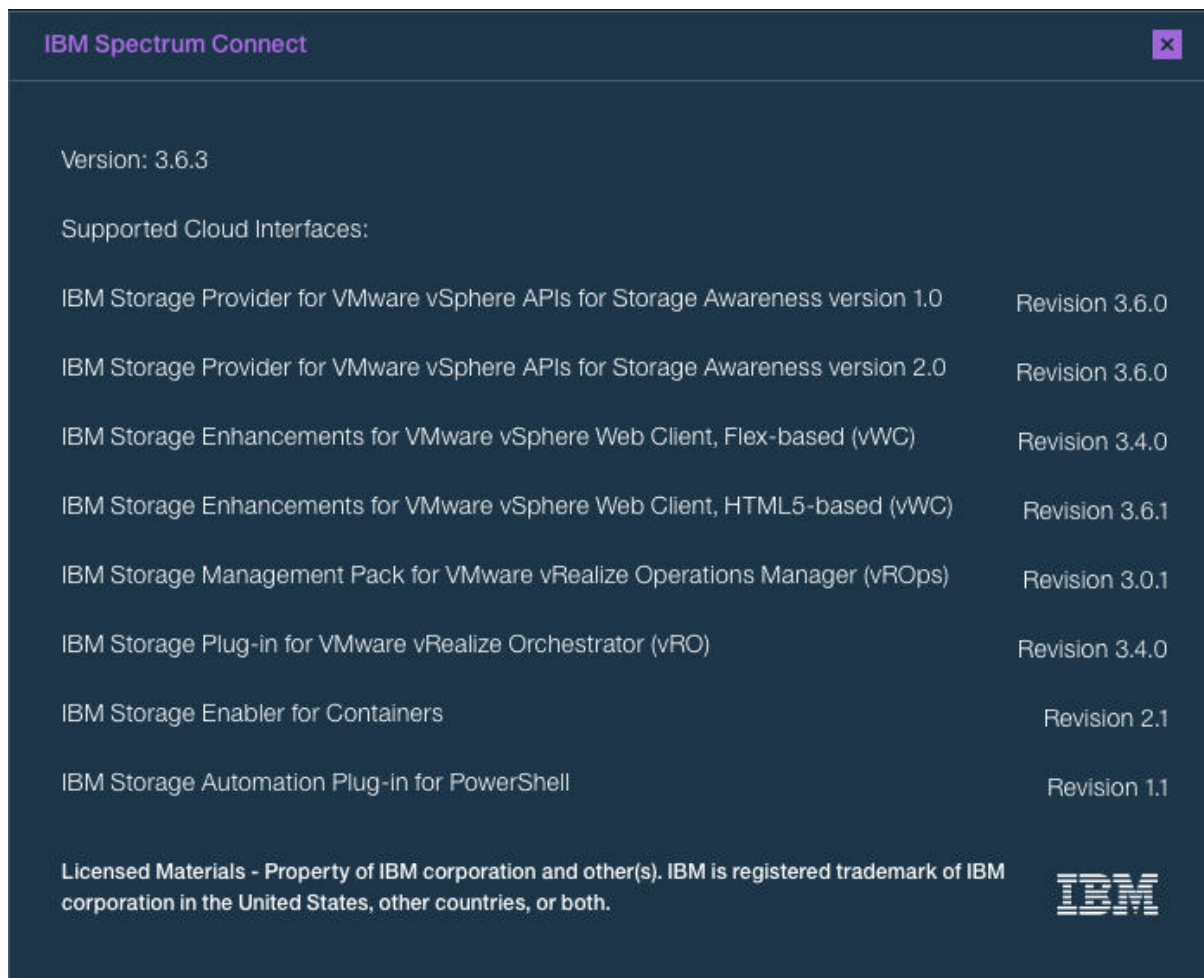 IBM Spectrum Connect
Version: 3.6.3
Supported Cloud Interfaces:
IBM Storage Provider for VMware vSphere APIs for Storage Awareness version 1.0 Revision 3.6.0
IBM Storage Provider for VMware vSphere APIs for Storage Awareness version 2.0 Revision 3.6.0
IBM Storage Enhancements for VMware vSphere Web Client, Flex-based (vWC) Revision 3.4.0
IBM Storage Enhancements for VMware vSphere Web Client, HTML5-based (vWC) Revision 3.6.1
IBM Storage Management Pack for VMware vRealize Operations Manager (vROps) Revision 3.0.1
IBM Storage Plug-in for VMware vRealize Orchestrator (vRO) Revision 3.4.0
IBM Storage Enabler for Containers Revision 2.1
IBM Storage Automation Plug-in for PowerShell Revision 1.1
Licensed Materials - Property of IBM corporation and other(s). IBM is registered trademark of IBM
corporation in the United States, other countries, or both.
IBM